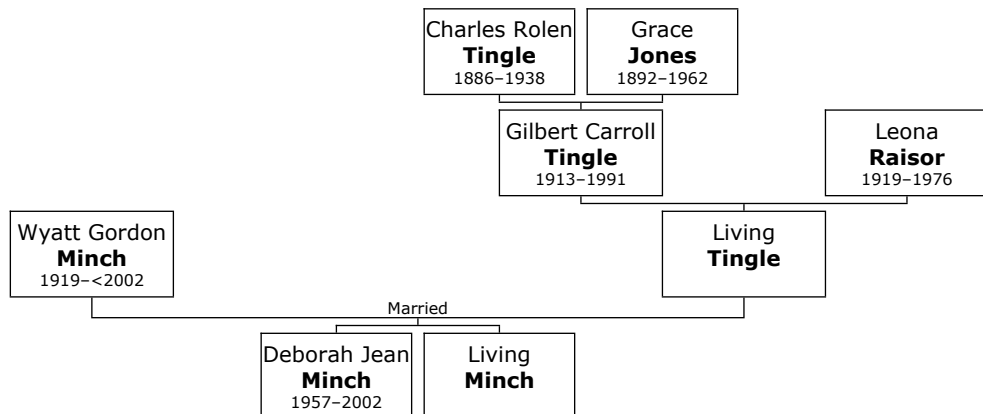 Charles Rolen
Tingle
1886–1938
Grace
Jones
1892–1962
Gilbert Carroll
Tingle
1913–1991
Leona
Raisor
1919–1976
Wyatt Gordon
Minch
1919–<2002
Living
Tingle
Married
Deborah Jean
Minch
1957–2002
Living
Minch